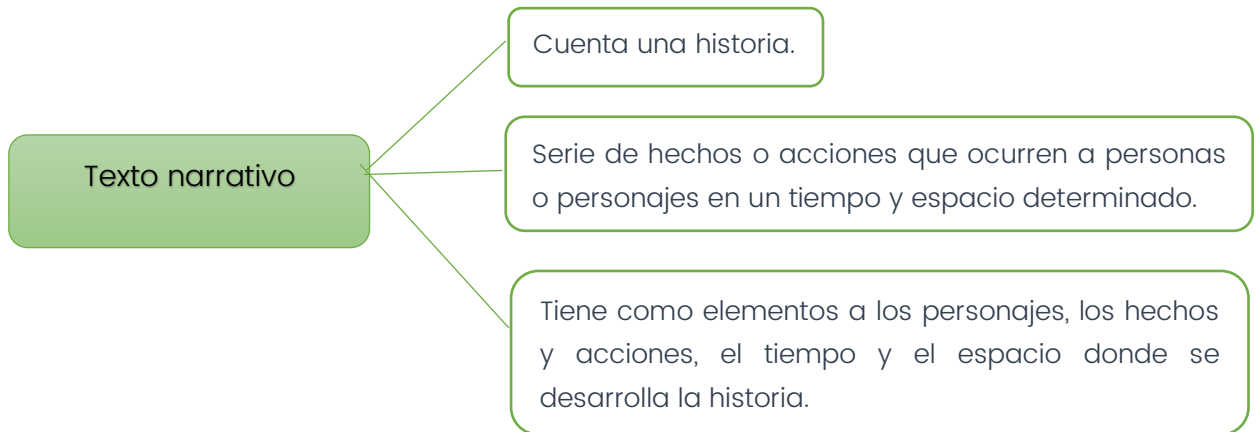 Texto narrativo
Cuenta una historia.
Serie de hechos o acciones que ocurren a personas
o personajes en un tiempo y espacio determinado.
Tiene como elementos a los personajes, los hechos
y acciones, el tiempo y el espacio donde se
desarrolla la historia.